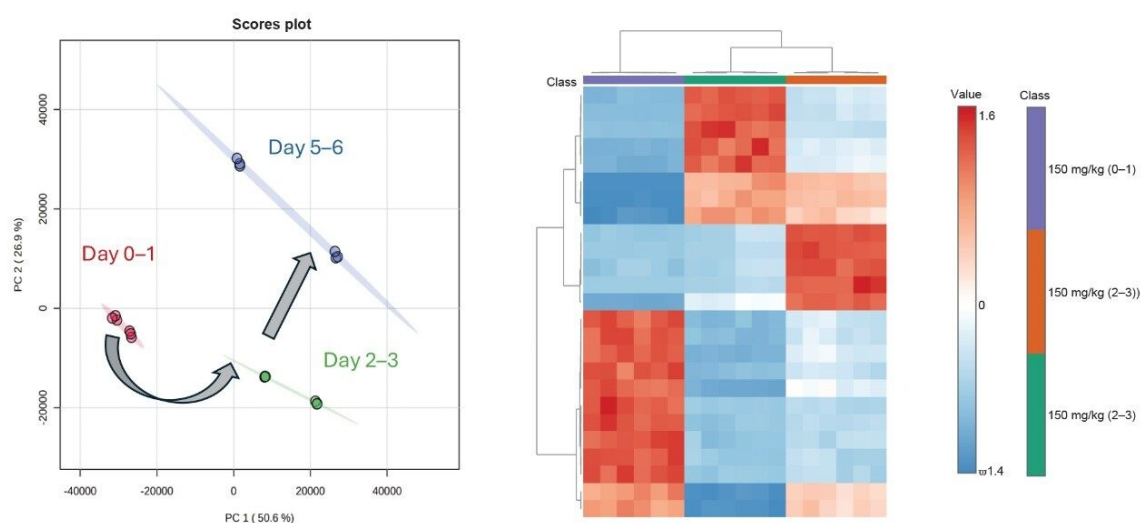 Scores plot
PC 2 ( 26.9 %)
40000
20000
0
-20000
Day 5–6
Day 0–1
Day 2–3
-40000
-20000
0
20000
40000
PC 1 ( 50.6 %)
Class
Value
1.6
0
1.4
Class
150 mg/kg (0–1)
150 mg/kg (2–3))
150 mg/kg (2–3)